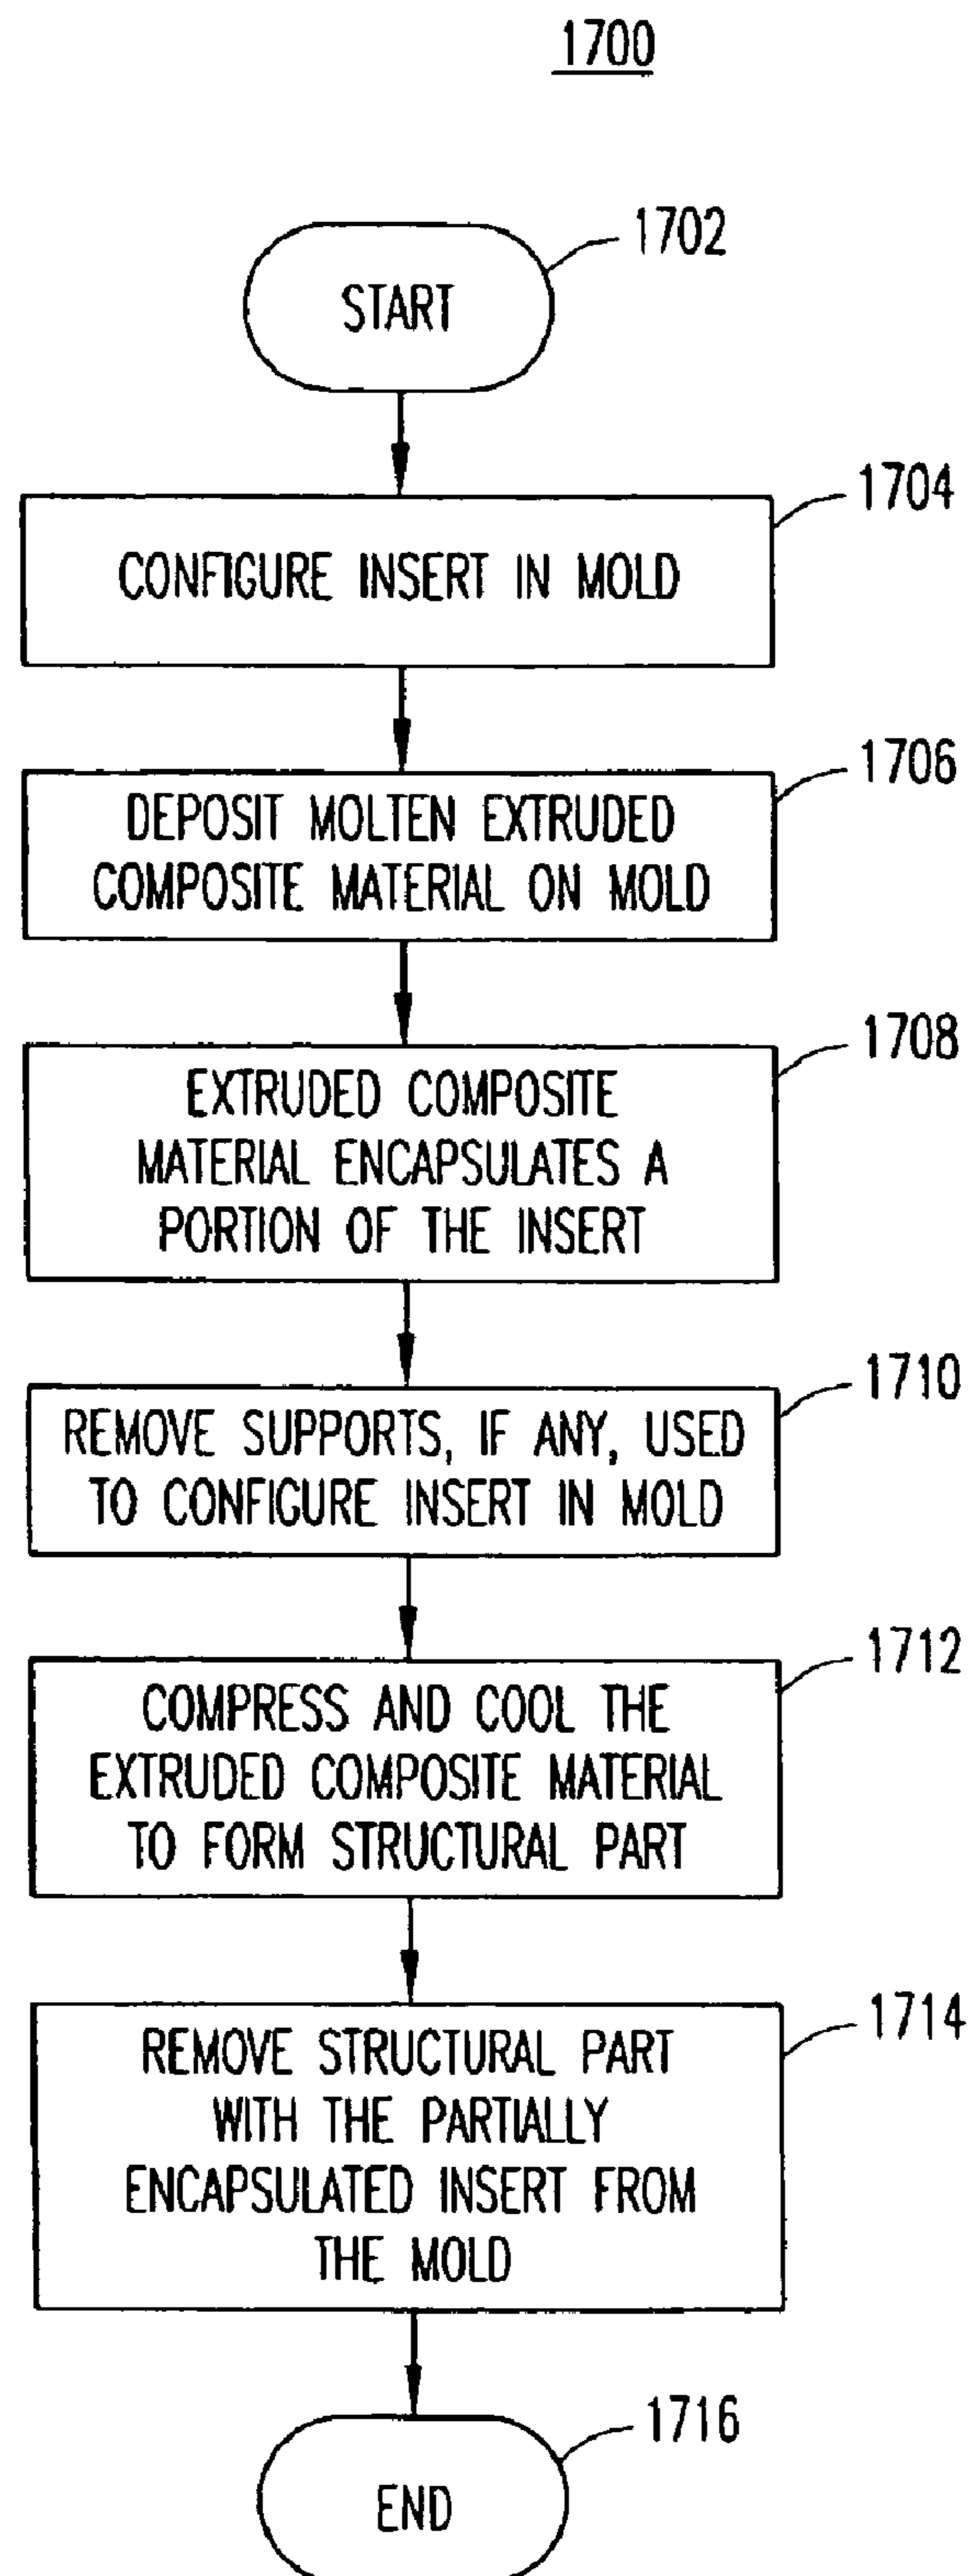 1700
1702
START
1704
CONFIGURE INSERT IN MOLD
1706
DEPOSIT MOLTEN EXTRUDED
COMPOSITE MATERIAL ON MOLD
1708
EXTRUDED COMPOSITE
MATERIAL ENCAPSULATES A
PORTION OF THE INSERT
1710
REMOVE SUPPORTS, IF ANY, USED
TO CONFIGURE INSERT IN MOLD
1712
COMPRESS AND COOL THE
EXTRUDED COMPOSITE MATERIAL
TO FORM STRUCTURAL PART
1714
REMOVE STRUCTURAL PART
WITH THE PARTIALLY
ENCAPSULATED INSERT FROM
THE MOLD
1716
END